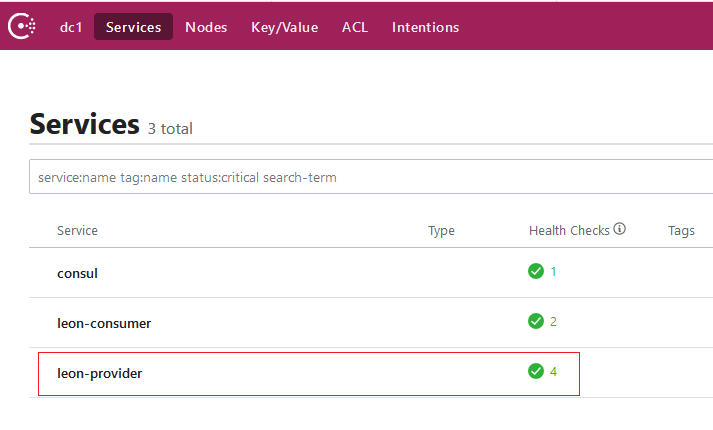 dc1 Services Nodes Key/Value ACL Intentions
Services 3 total
service:name tag:name status:critical search-term
Service Type Health Checks Tags
consul 1
leon-consumer 2
leon-provider 4